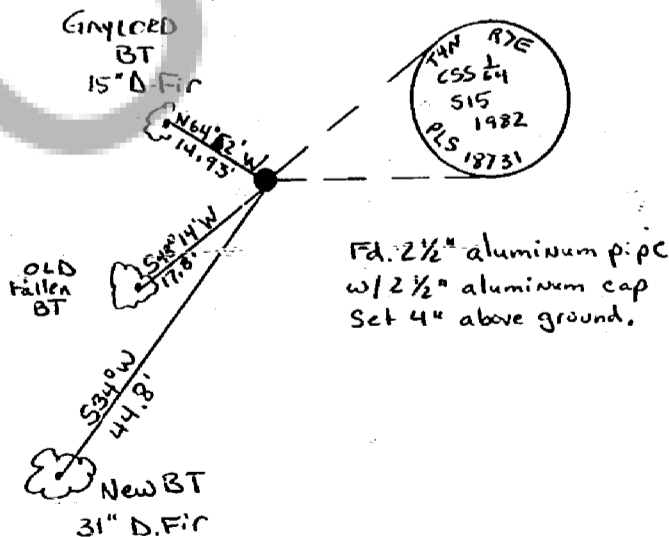 GAYLORD
BT
15" D. Fir
N64°52'W
14.93'
T4N R7E
CSS 1/64
S15
1982
PLS 18731
OLD
fallen
BT
S48°14'W
17.8'
Fd. 2½" aluminum pipe
w/ 2½" aluminum cap
Set 4" above ground.
S34°W
44.8'
New BT
31" D. Fir